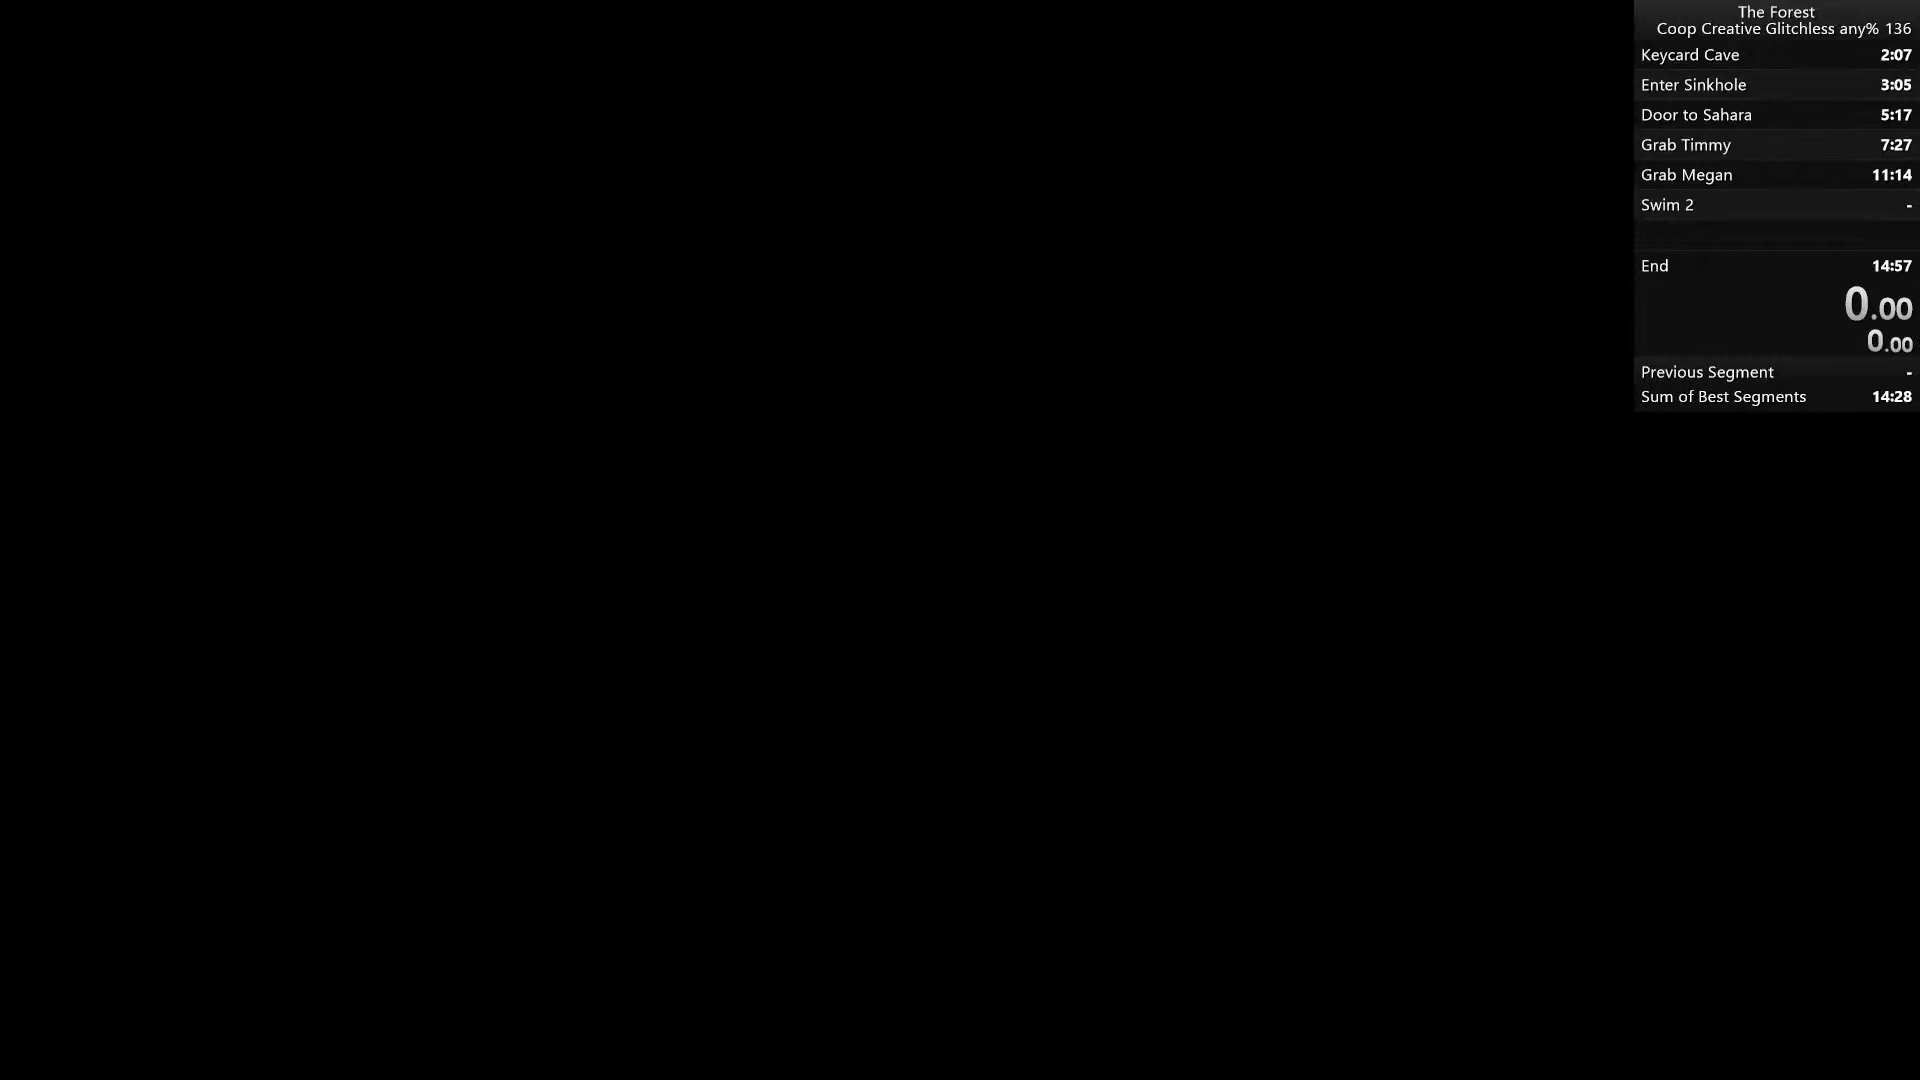 The Forest
Coop Creative Glitchless any% 136
Keycard Cave 2:07
Enter Sinkhole 3:05
Door to Sahara 5:17
Grab Timmy 7:27
Grab Megan 11:14
Swim 2 -
End 14:57
0.00
0.00
Previous Segment -
Sum of Best Segments 14:28